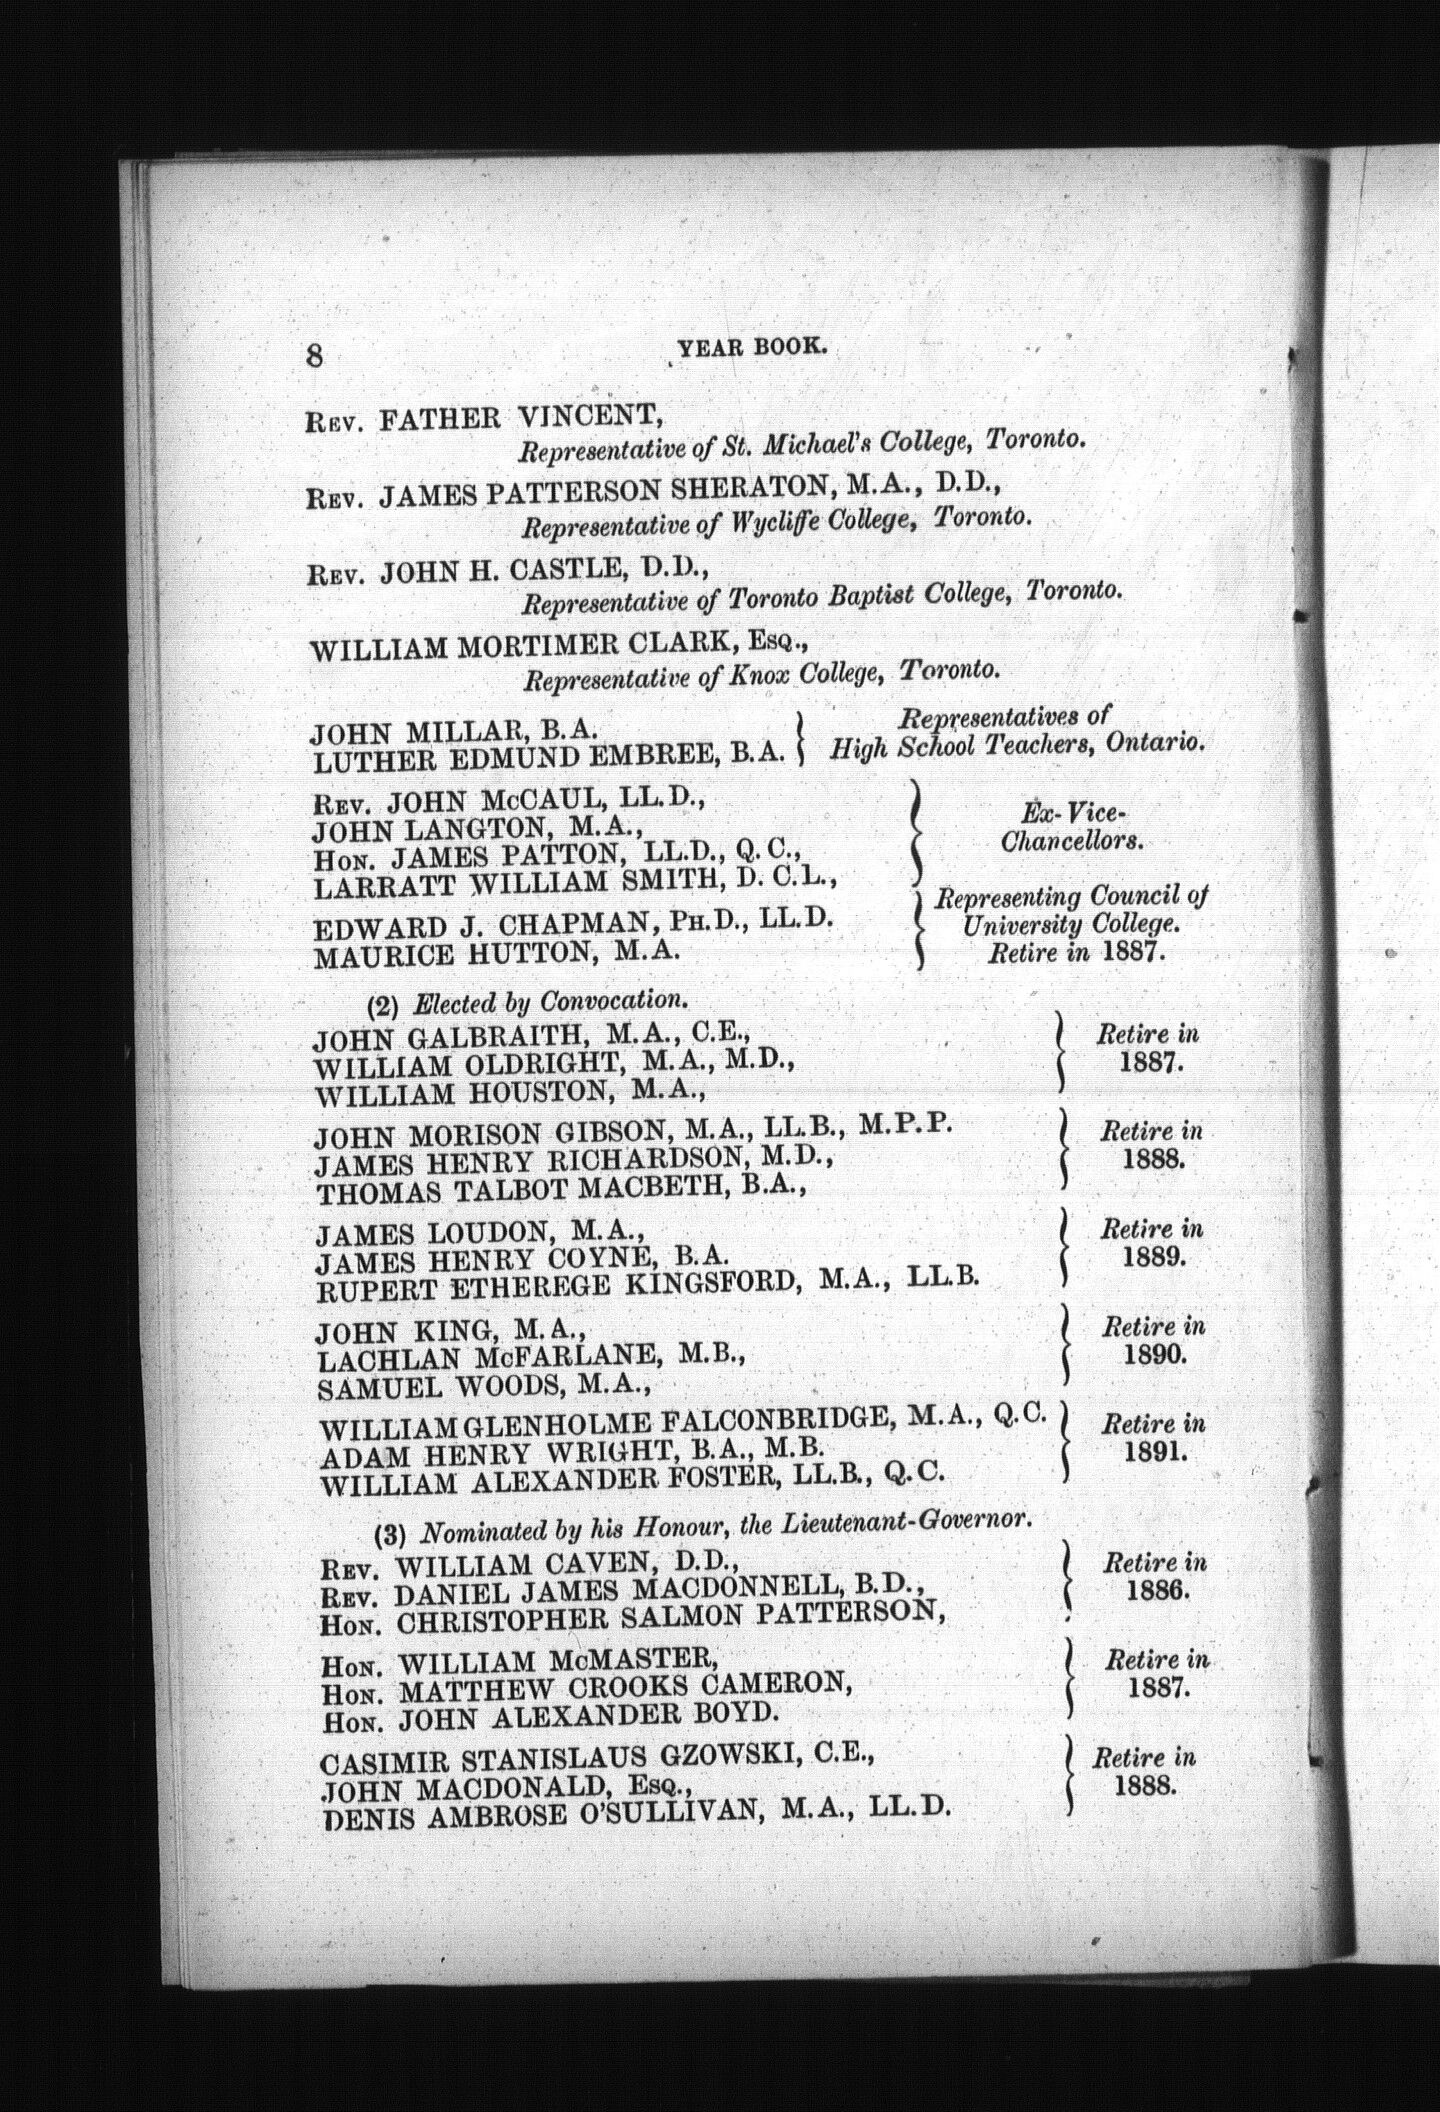 8
YEAR BOOK.
REV. FATHER VINCENT,
Representative of St. Michael's College, Toronto.
REV. JAMES PATTERSON SHERATON, M.A., D.D.,
Representative of Wycliffe College, Toronto.
REV. JOHN H. CASTLE, D.D.,
Representative of Toronto Baptist College, Toronto.
WILLIAM MORTIMER CLARK, ESQ.,
Representative of Knox College, Toronto.
JOHN MILLAR, B.A.
LUTHER EDMUND EMBREE, B.A.
Representatives of
High School Teachers, Ontario.
REV. JOHN McCAUL, LL.D.,
JOHN LANGTON, M.A.,
HON. JAMES PATTON, LL.D., Q.C.,
LARRATT WILLIAM SMITH, D.C.L.,
Ex-Vice-
Chancellors.
EDWARD J. CHAPMAN, PH.D., LL.D.
MAURICE HUTTON, M.A.
Representing Council of
University College.
Retire in 1887.
(2) Elected by Convocation.
JOHN GALBRAITH, M.A., C.E.,
WILLIAM OLDRIGHT, M.A., M.D.,
WILLIAM HOUSTON, M.A.,
Retire in
1887.
JOHN MORISON GIBSON, M.A., LL.B., M.P.P.
JAMES HENRY RICHARDSON, M.D.,
THOMAS TALBOT MACBETH, B.A.,
Retire in
1888.
JAMES LOUDON, M.A.,
JAMES HENRY COYNE, B.A.
RUPERT ETHEREGE KINGSFORD, M.A., LL.B.
Retire in
1889.
JOHN KING, M.A.,
LACHLAN McFARLANE, M.B.,
SAMUEL WOODS, M.A.,
Retire in
1890.
WILLIAM GLENHOLME FALCONBRIDGE, M.A., Q.C.
ADAM HENRY WRIGHT, B.A., M.B.
WILLIAM ALEXANDER FOSTER, LL.B., Q.C.
Retire in
1891.
(3) Nominated by his Honour, the Lieutenant-Governor.
REV. WILLIAM CAVEN, D.D.,
REV. DANIEL JAMES MACDONNELL, B.D.,
HON. CHRISTOPHER SALMON PATTERSON,
Retire in
1886.
HON. WILLIAM McMASTER,
HON. MATTHEW CROOKS CAMERON,
HON. JOHN ALEXANDER BOYD.
Retire in
1887.
CASIMIR STANISLAUS GZOWSKI, C.E.,
JOHN MACDONALD, ESQ.,
DENIS AMBROSE O'SULLIVAN, M.A., LL.D.
Retire in
1888.